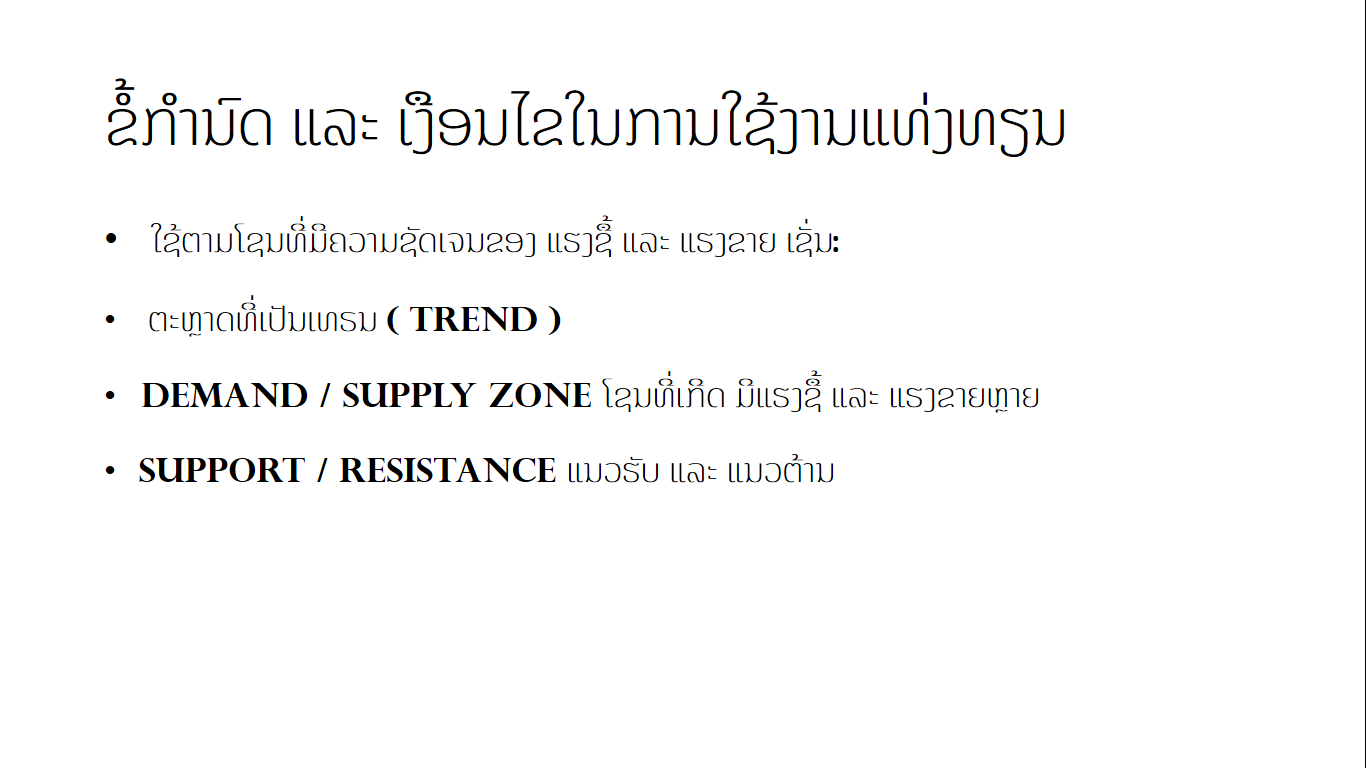 ຂໍ້ກຳນົດ ແລະ ເງືອນໄຂໃນການໃຊ້ງານແທ່ງທຽນ
• ໃຊ້ຕາມໂຊນທີ່ມີຄວາມຊັດເຈນຂອງ ແຮງຊື້ ແລະ ແຮງຂາຍ ເຊັ່ນ:
• ຕະຫຼາດທີ່ເປັນເທຣນ ( TREND )
• DEMAND / SUPPLY ZONE ໂຊນທີ່ເກີດ ມີແຮງຊື້ ແລະ ແຮງຂາຍຫຼາຍ
• SUPPORT / RESISTANCE ແນວຮັບ ແລະ ແນວຕ້ານ